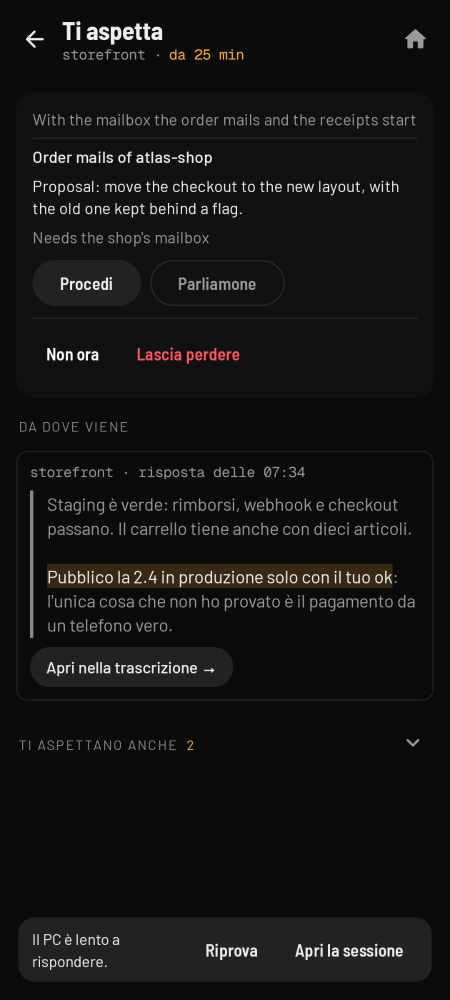 Ti aspetta
storefront · da 25 min
With the mailbox the order mails and the receipts start
Order mails of atlas-shop
Proposal: move the checkout to the new layout, with
the old one kept behind a flag.
Needs the shop's mailbox
Procedi
Parliamone
Non ora
Lascia perdere
DA DOVE VIENE
storefront · risposta delle 07:34
Staging è verde: rimborsi, webhook e checkout
passano. Il carrello tiene anche con dieci articoli.
Pubblico la 2.4 in produzione solo con il tuo ok:
l'unica cosa che non ho provato è il pagamento da
un telefono vero.
Apri nella trascrizione →
TI ASPETTANO ANCHE 2
Il PC è lento a
rispondere.
Riprova
Apri la sessione